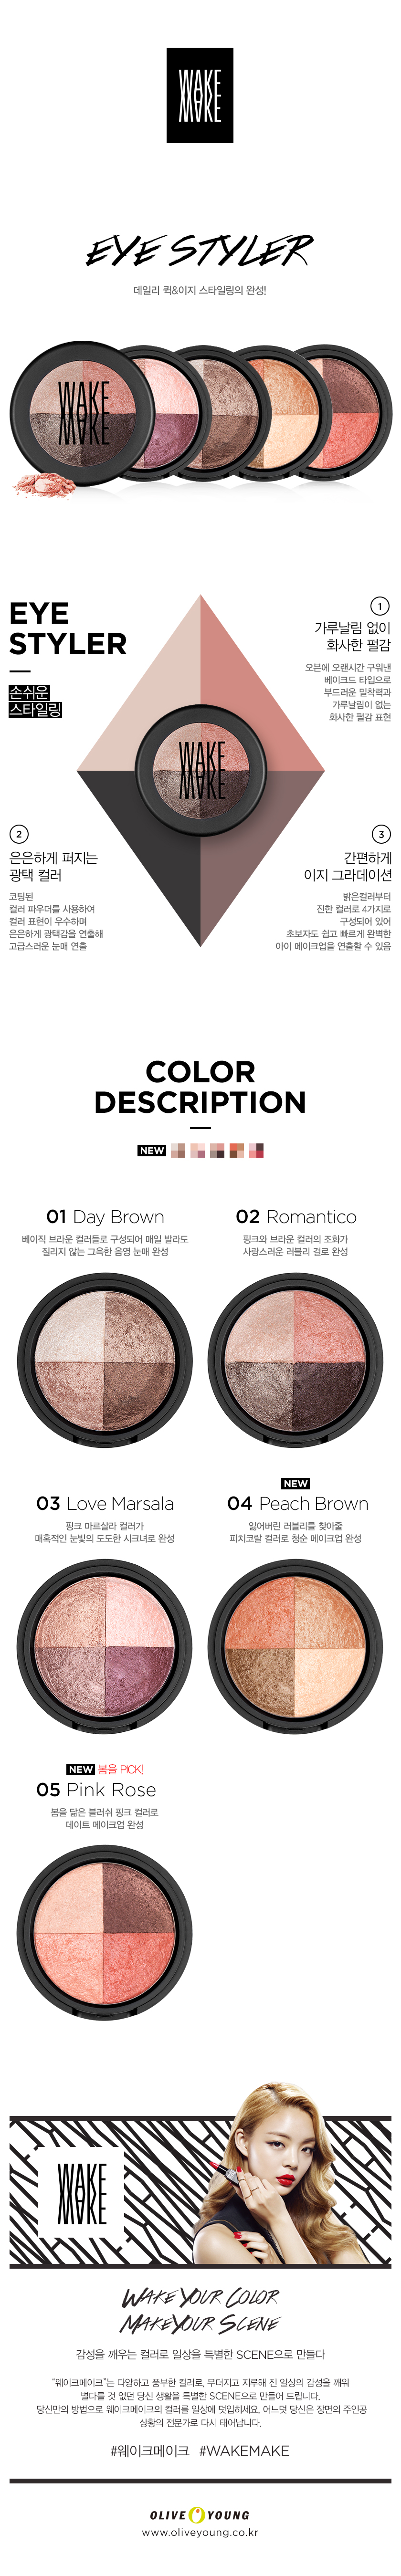 WAKE
MAKE
EYE STYLER
데일리 퀵&이지 스타일링의 완성!
WAKE
MAKE
EYE
STYLER
손쉬운
스타일링
1
가루날림 없이
화사한 펄감
오븐에 오랜시간 구워낸
베이크드 타입으로
부드러운 밀착력과
가루날림이 없는
화사한 펄감 표현
WAKE
MAKE
2
은은하게 퍼지는
광택 컬러
코팅된
컬러 파우더를 사용하여
컬러 표현이 우수하며
은은하게 광택감을 연출해
고급스러운 눈매 연출
3
간편하게
이지 그라데이션
밝은컬러부터
진한 컬러로 4가지로
구성되어 있어
초보자도 쉽고 빠르게 완벽한
아이 메이크업을 연출할 수 있음
COLOR
DESCRIPTION
NEW
01 Day Brown
베이직 브라운 컬러들로 구성되어 매일 발라도
질리지 않는 그윽한 음영 눈매 완성
02 Romantico
핑크와 브라운 컬러의 조화가
사랑스러운 러블리 걸로 완성
03 Love Marsala
핑크 마르살라 컬러가
매혹적인 눈빛의 도도한 시크녀로 완성
NEW
04 Peach Brown
잃어버린 러블리를 찾아줄
피치코랄 컬러로 청순 메이크업 완성
NEW 봄을 PICK!
05 Pink Rose
봄을 닮은 블러쉬 핑크 컬러로
데이트 메이크업 완성
WAKE
MAKE
WAKE YOUR COLOR
MAKE YOUR SCENE
감성을 깨우는 컬러로 일상을 특별한 SCENE으로 만들다
"웨이크메이크"는 다양하고 풍부한 컬러로, 무뎌지고 지루해 진 일상의 감성을 깨워
별다를 것 없던 당신 생활을 특별한 SCENE으로 만들어 드립니다.
당신만의 방법으로 웨이크메이크의 컬러를 일상에 덧입히세요, 어느덧 당신은 장면의 주인공
상황의 전문가로 다시 태어납니다.
#웨이크메이크 #WAKEMAKE
OLIVE YOUNG
www.oliveyoung.co.kr